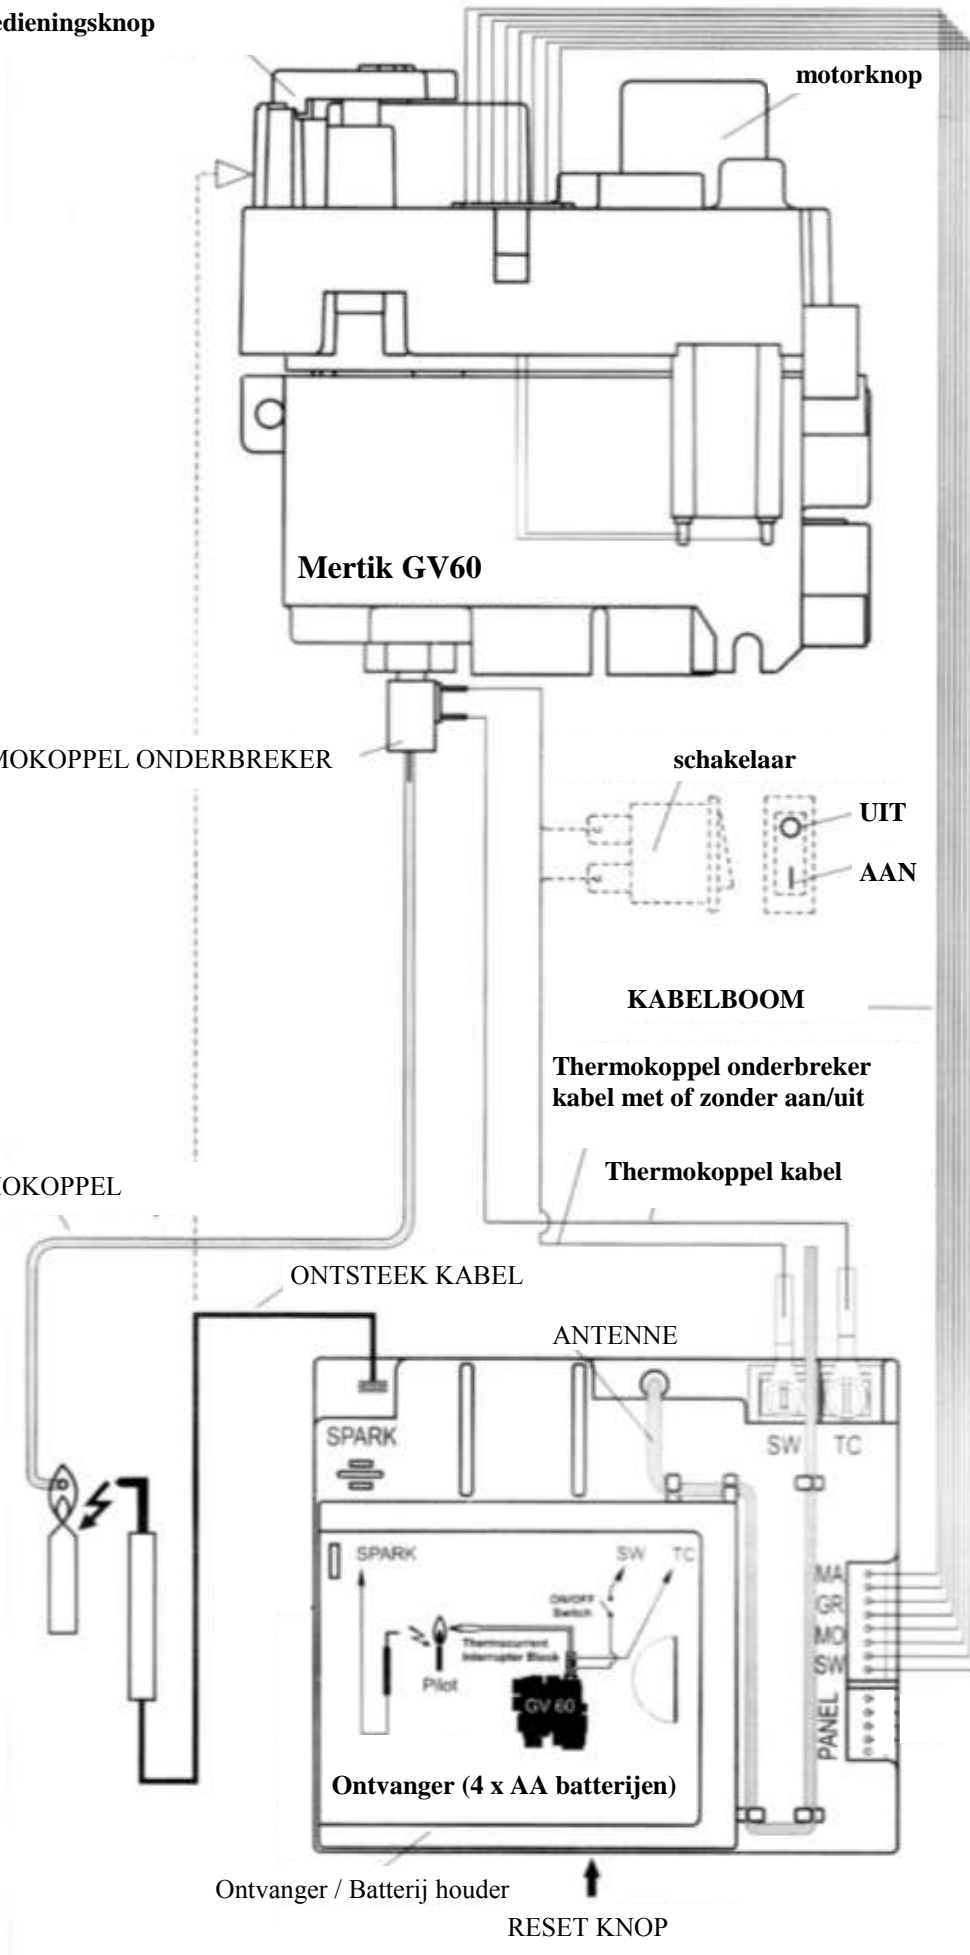 edieningsknop
motorknop
Mertik GV60
MOKOPPEL ONDERBREKER
schakelaar
UIT
AAN
KABELBOOM
Thermokoppel onderbreker
kabel met of zonder aan/uit
Thermokoppel kabel
MOKOPPEL
ONTSTEEK KABEL
ANTENNE
SPARK
SW TC
SPARK
SW TC
ON/OFF
Switch
Thermocurrent
Interrupter Block
Pilot
GV 60
MA
GR
MO
SW
PANEL
Ontvanger (4 x AA batterijen)
Ontvanger / Batterij houder
RESET KNOP